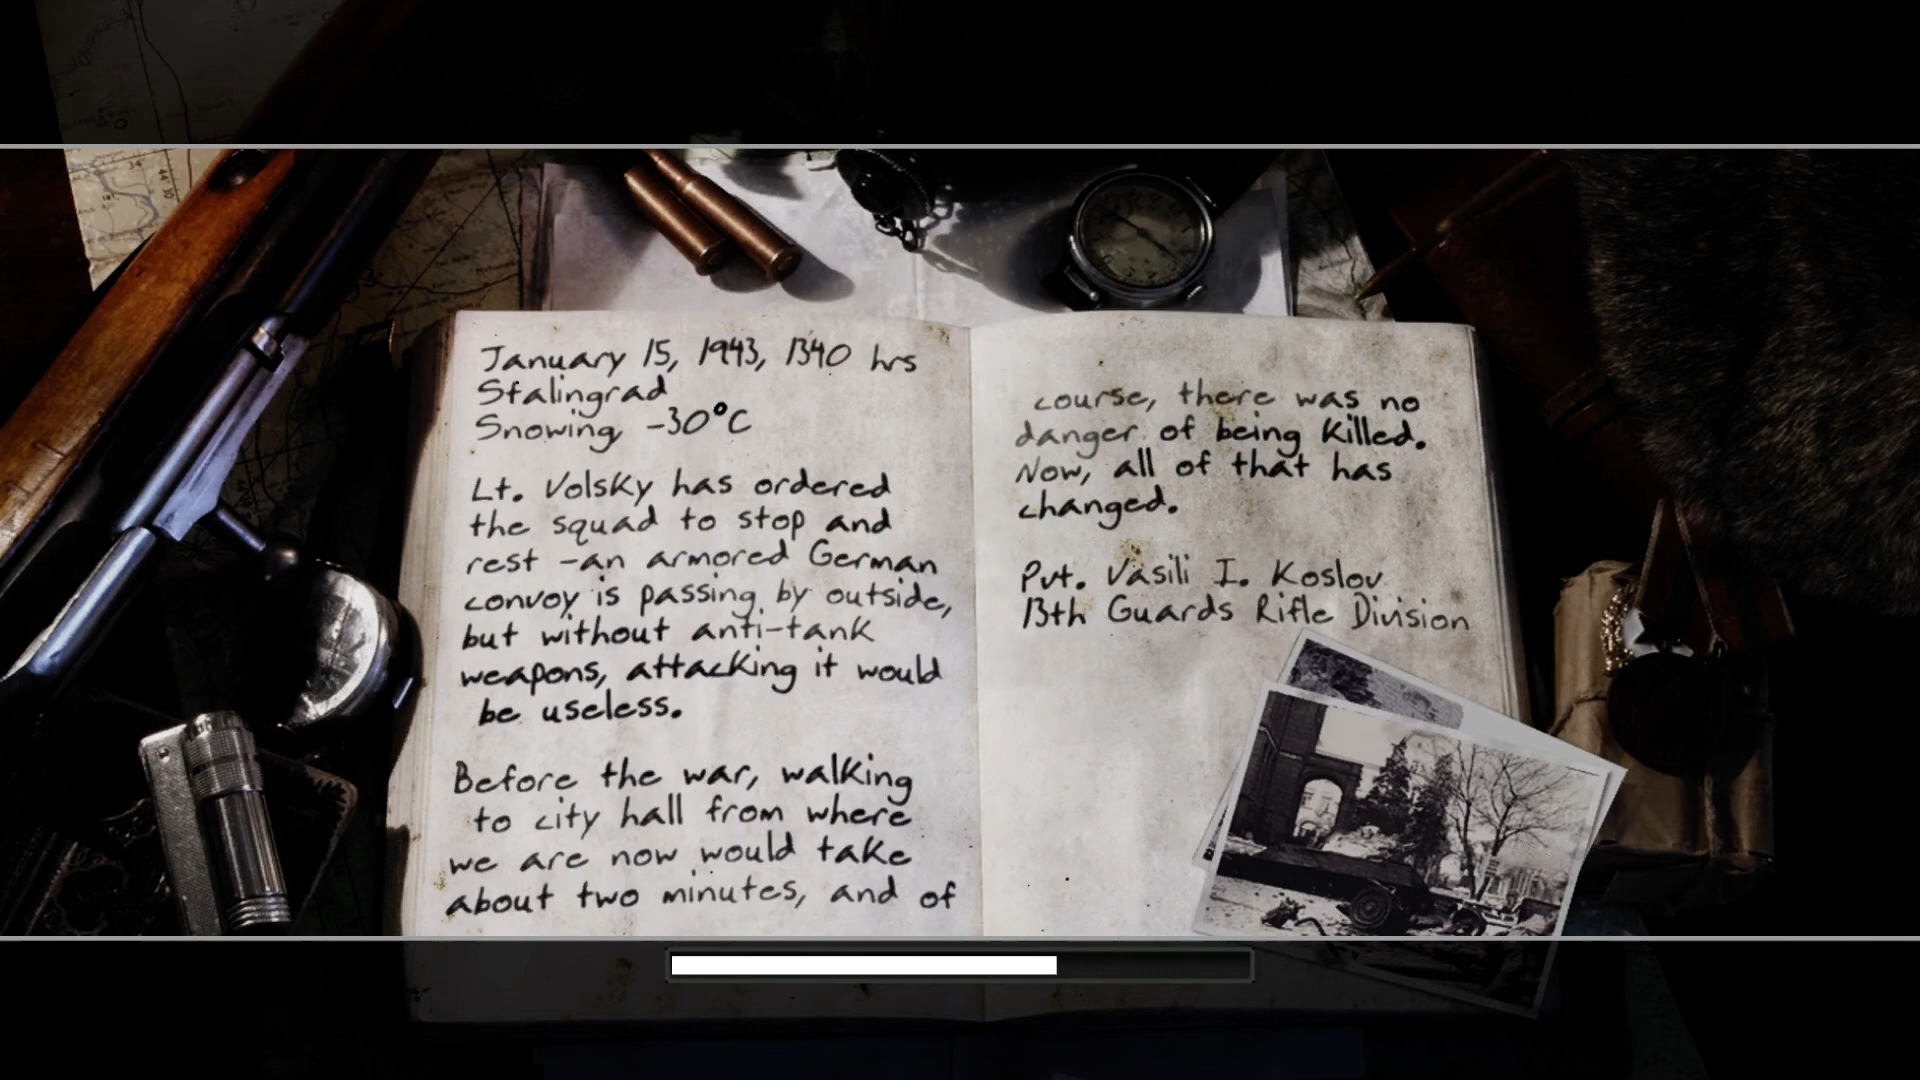 January 15, 1943, 1340 hrs
Stalingrad
Snowing -30°C
Lt. Volsky has ordered
the squad to stop and
rest -an armored German
convoy is passing by outside,
but without anti-tank
weapons, attacking it would
be useless.
Before the war, walking
to city hall from where
we are now would take
about two minutes, and of
course, there was no
danger of being killed.
Now, all of that has
changed.
Pvt. Vasili I. Koslov
13th Guards Rifle Division